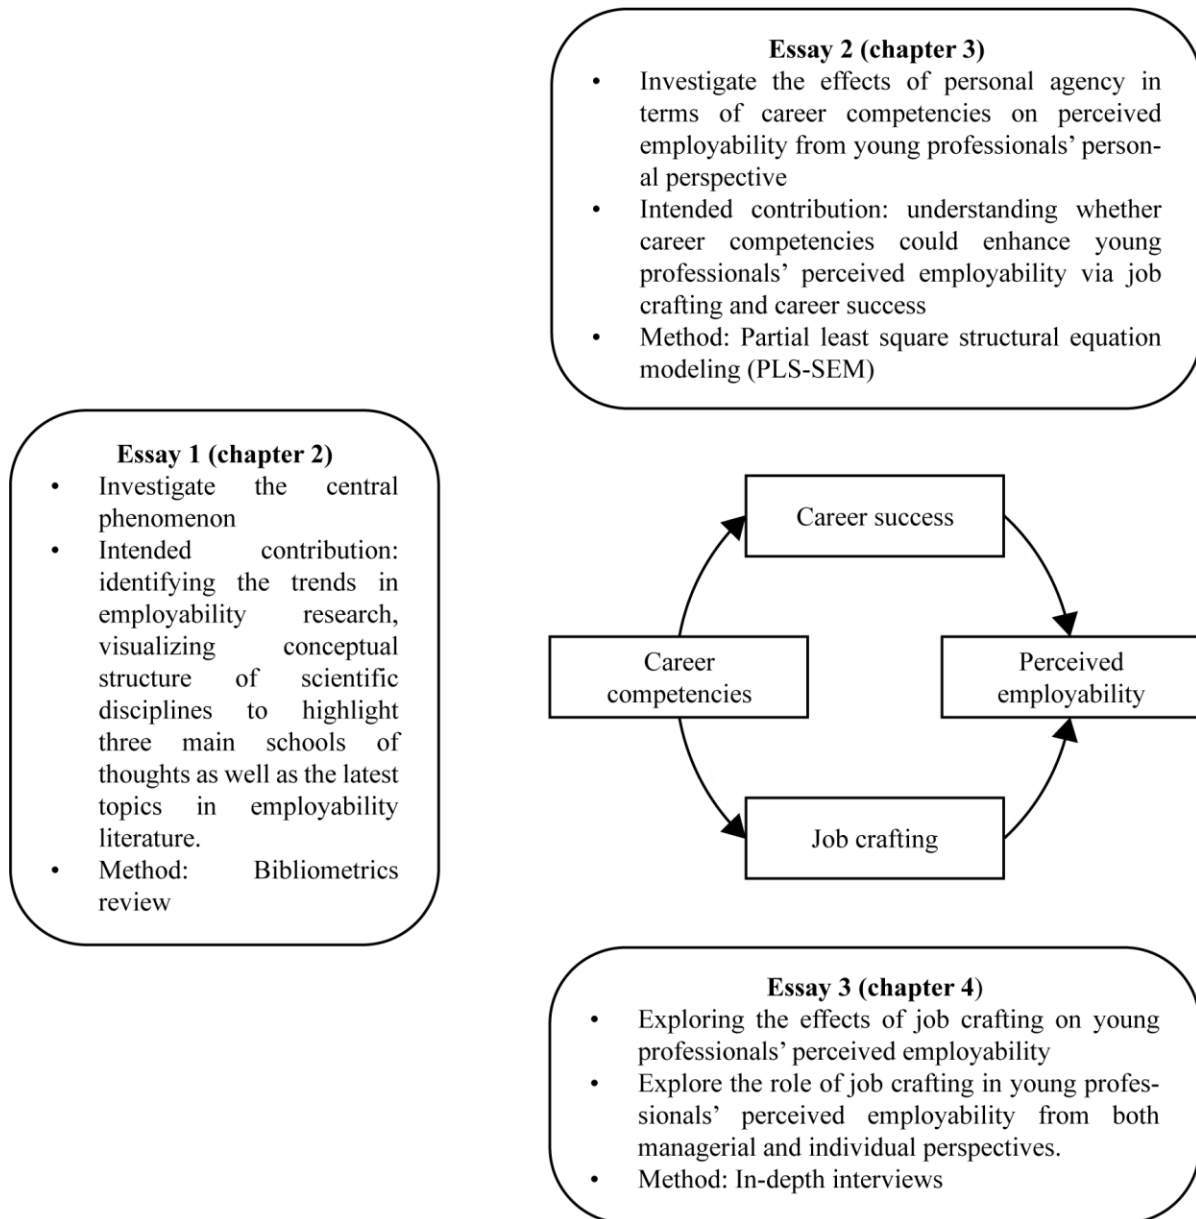 Essay 2 (chapter 3)
• Investigate the effects of personal agency in
terms of career competencies on perceived
employability from young professionals’ person-
al perspective
• Intended contribution: understanding whether
career competencies could enhance young
professionals’ perceived employability via job
crafting and career success
• Method: Partial least square structural equation
modeling (PLS-SEM)
Essay 1 (chapter 2)
• Investigate the central
phenomenon
• Intended contribution:
identifying the trends in
employability research,
visualizing conceptual
structure of scientific
disciplines to highlight
three main schools of
thoughts as well as the latest
topics in employability
literature.
• Method: Bibliometrics
review
Career success
Career
competencies
Perceived
employability
Job crafting
Essay 3 (chapter 4)
• Exploring the effects of job crafting on young
professionals’ perceived employability
• Explore the role of job crafting in young profes-
sionals’ perceived employability from both
managerial and individual perspectives.
• Method: In-depth interviews